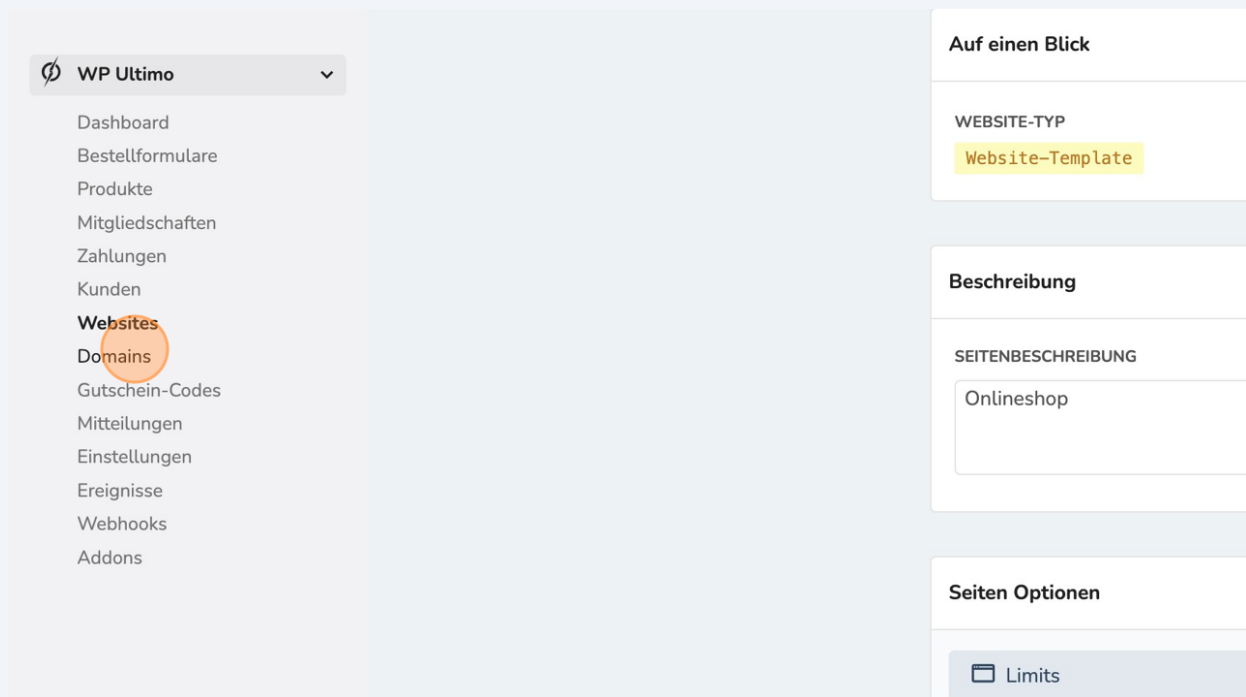 WP Ultimo
Dashboard
Bestellformulare
Produkte
Mitgliedschaften
Zahlungen
Kunden
Websites
Domains
Gutschein-Codes
Mitteilungen
Einstellungen
Ereignisse
Webhooks
Addons
Auf einen Blick
WEBSITE-TYP
Website-Template
Beschreibung
SEITENBESCHREIBUNG
Onlineshop
Seiten Optionen
Limits